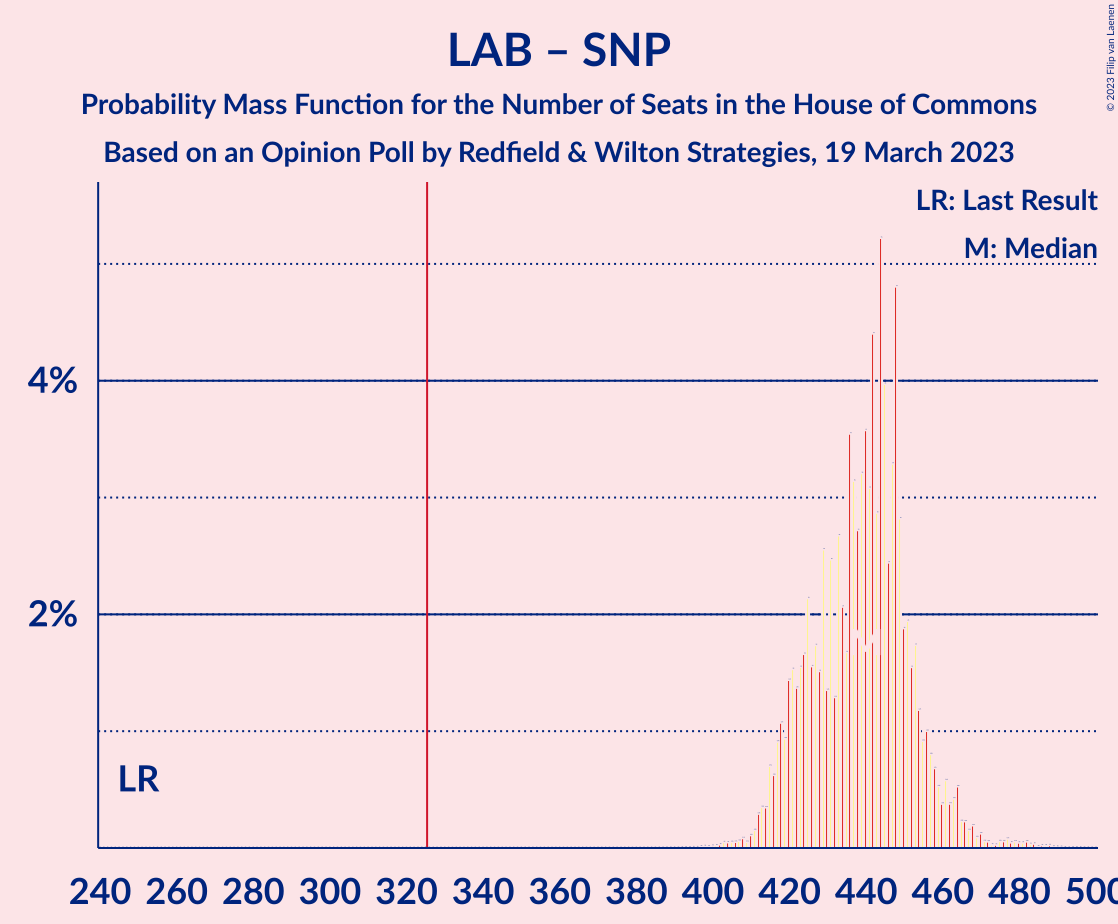 LAB – SNP
Probability Mass Function for the Number of Seats in the House of Commons
Based on an Opinion Poll by Redfield & Wilton Strategies, 19 March 2023
© 2023 Filip van Laenen
LR: Last Result
M: Median
4%
2%
LR
240 260 280 300 320 340 360 380 400 420 440 460 480 500